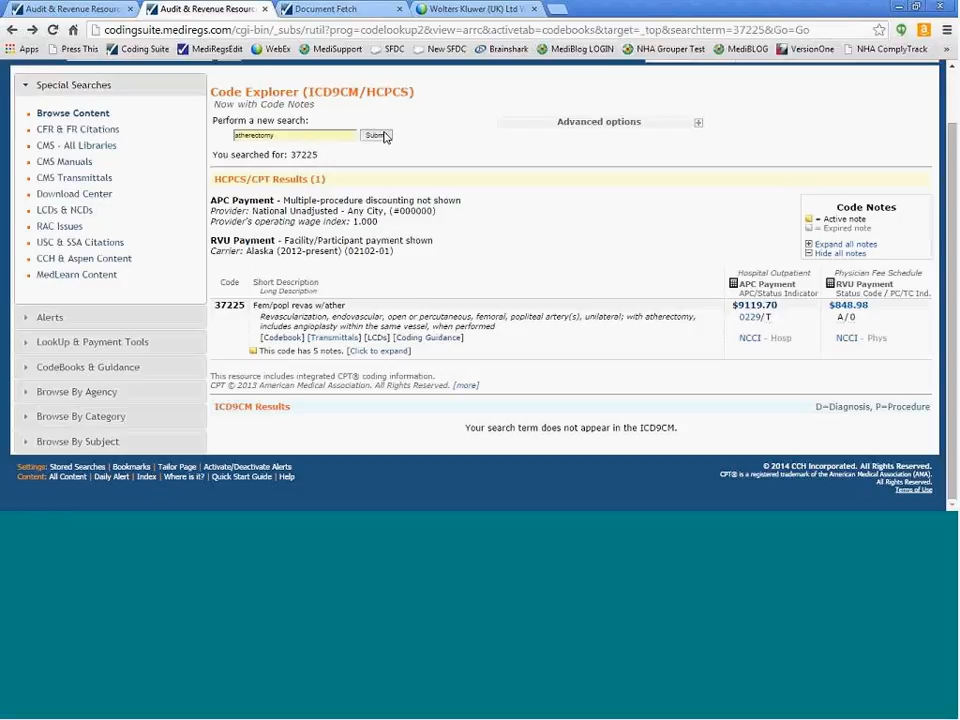 Audit & Revenue Resourc
Audit & Revenue Resourc
Document Fetch
Wolters Kluwer (UK) Ltd W
codingsuite.mediregs.com/cgi-bin/_subs/rutil?prog=codelookup2&view=arrc&activetab=codebooks&target=_top&searchterm=37225&Go=Go
Apps
Press This
Coding Suite
MediRegsEdit
WebEx
MediSupport
SFDC
New SFDC
Brainshark
MediBlog LOGIN
NHA Grouper Test
MediBLOG
VersionOne
NHA ComplyTrack
Special Searches
Browse Content
CFR & FR Citations
CMS - All Libraries
CMS Manuals
CMS Transmittals
Download Center
LCDs & NCDs
RAC Issues
USC & SSA Citations
CCH & Aspen Content
MedLearn Content
Alerts
LookUp & Payment Tools
CodeBooks & Guidance
Browse By Agency
Browse By Category
Browse By Subject
Code Explorer (ICD9CM/HCPCS)
Now with Code Notes
Perform a new search:
atherectomy
Advanced options
You searched for: 37225
HCPCS/CPT Results (1)
APC Payment - Multiple-procedure discounting not shown
Provider: National Unadjusted - Any City, (#000000)
Provider's operating wage index: 1.000
RVU Payment - Facility/Participant payment shown
Carrier: Alaska (2012-present) (02102-01)
Code Notes
= Active note
= Expired note
Expand all notes
Hide all notes
Code
Short Description
Long Description
Hospital Outpatient
APC Payment
APC/Status Indicator
Physician Fee Schedule
RVU Payment
Status Code / PC/TC Ind.
37225
Fem/popl revas w/ather
Revascularization, endovascular, open or percutaneous, femoral, popliteal artery(s), unilateral; with atherectomy,
includes angioplasty within the same vessel, when performed
[Codebook] [Transmittals] [LCDs] [Coding Guidance]
This code has 5 notes. [Click to expand]
$9119.70
0229/T
NCCI - Hosp
$848.98
A/0
NCCI - Phys
This resource includes integrated CPT® coding information.
CPT © 2013 American Medical Association. All Rights Reserved. [more]
ICD9CM Results
D=Diagnosis, P=Procedure
Your search term does not appear in the ICD9CM.
Settings: Stored Searches | Bookmarks | Tailor Page | Activate/Deactivate Alerts
Content: All Content | Daily Alert | Index | Where is it? | Quick Start Guide | Help
© 2014 CCH Incorporated. All Rights Reserved.
CPT® is a registered trademark of the American Medical Association (AMA).
All Rights Reserved.
Terms of Use